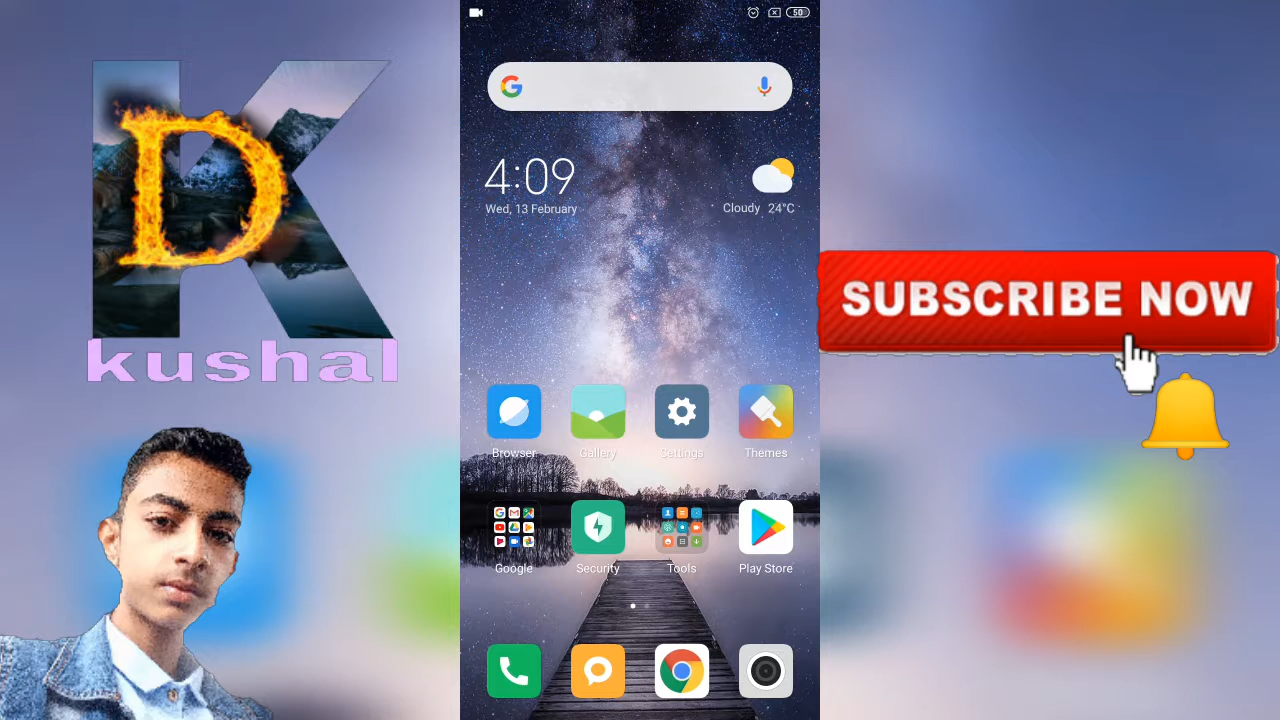 K
D
kushal
50
4:09
Wed, 13 February
Cloudy 24°C
SUBSCRIBE NOW
Browser Gallery Settings Themes
Google Security Tools Play Store